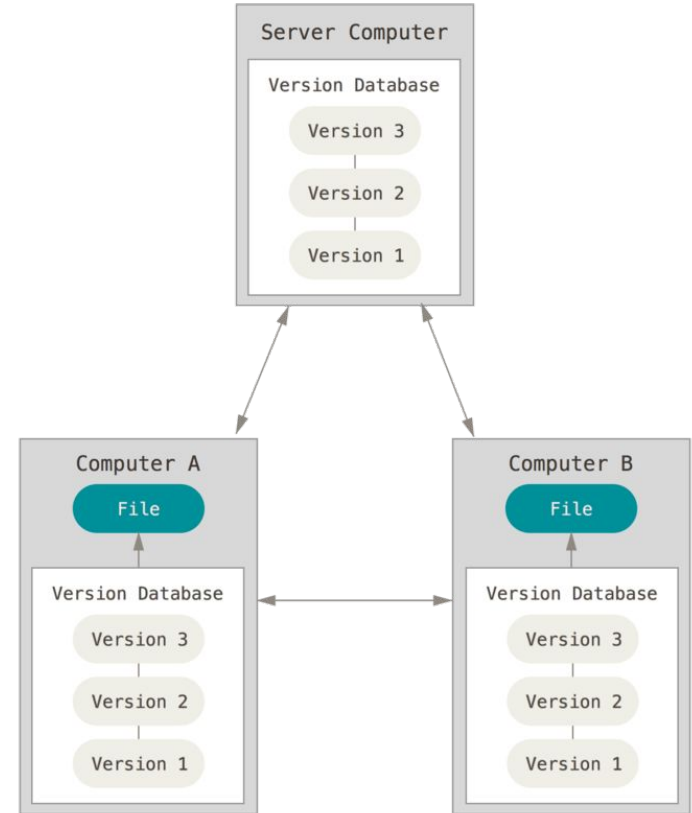 Server Computer
Version Database
Version 3
Version 2
Version 1
Computer A
File
Version Database
Version 3
Version 2
Version 1
Computer B
File
Version Database
Version 3
Version 2
Version 1